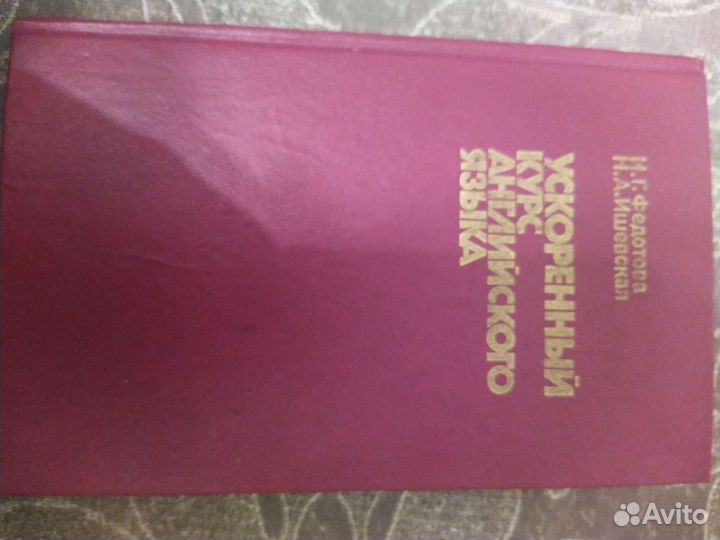 И.Г.Федотова
Н.А.Ишевская
УСКОРЕННЫЙ
КУРС
АНГЛИЙСКОГО
ЯЗЫКА
Avito